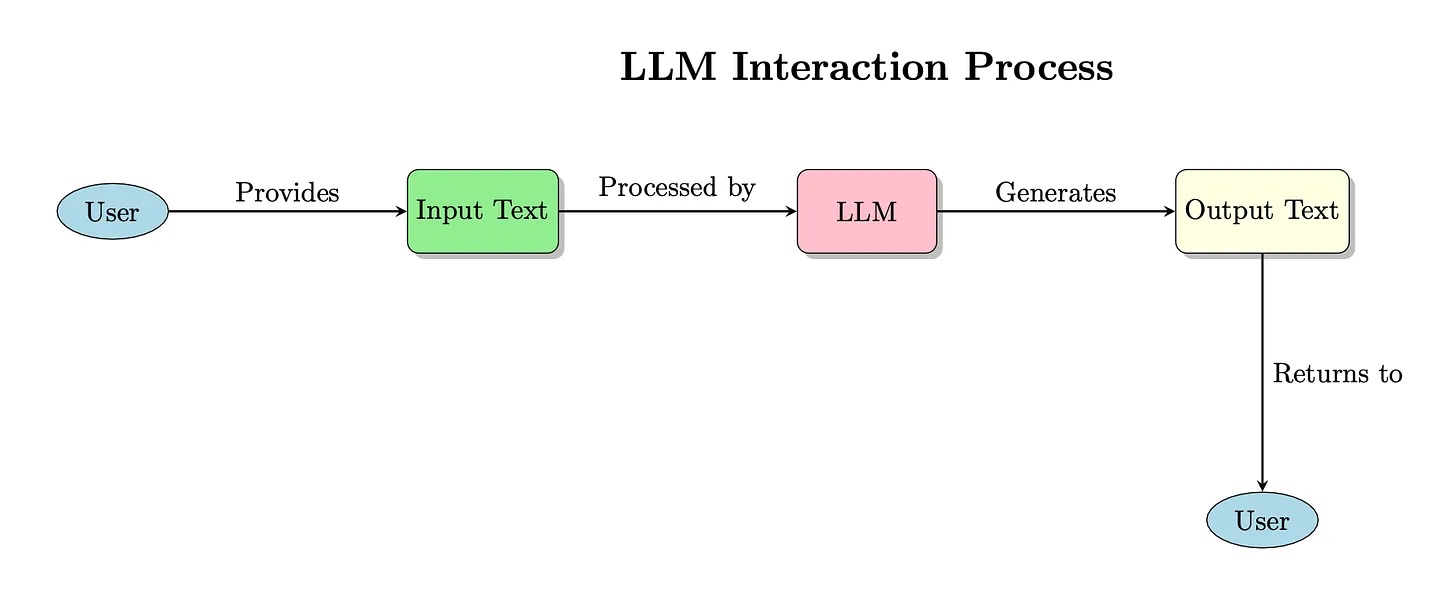 LLM Interaction Process
User
Provides
Input Text
Processed by
LLM
Generates
Output Text
Returns to
User